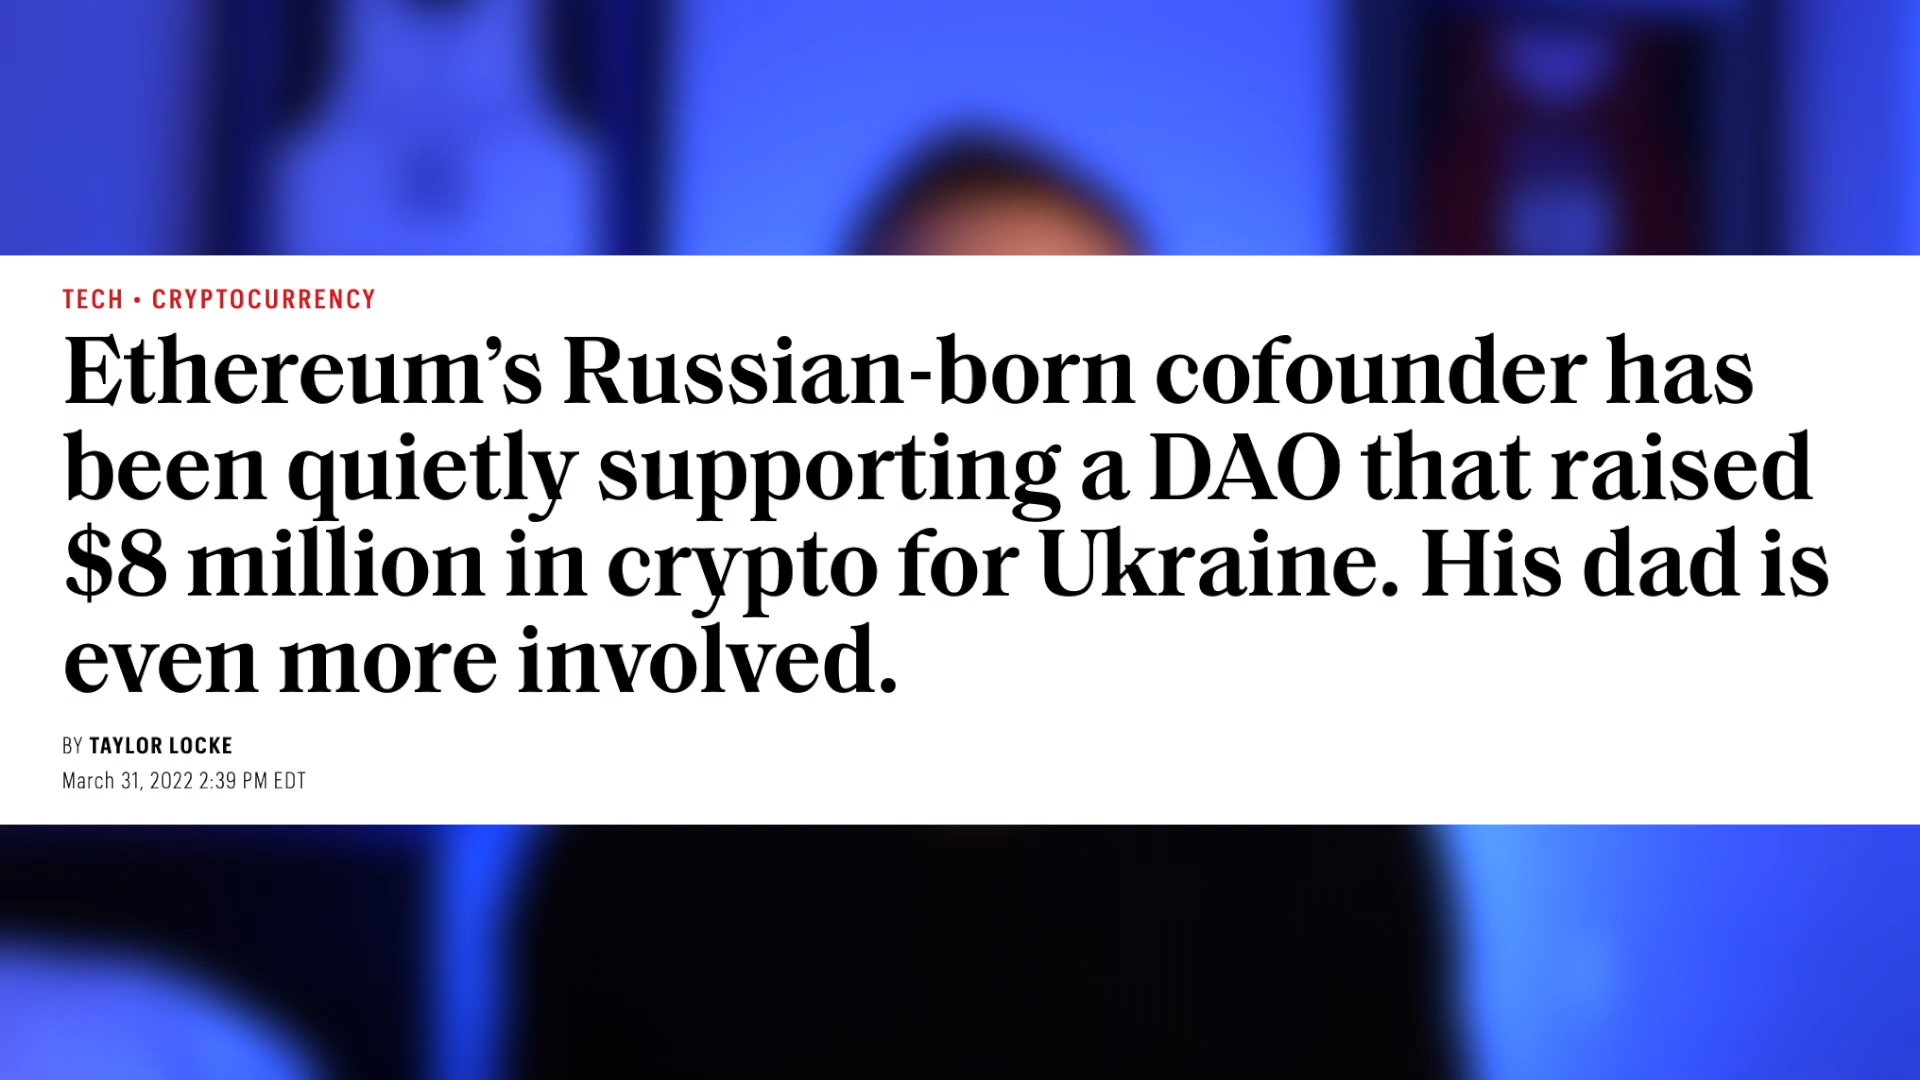 TECH • CRYPTOCURRENCY
Ethereum’s Russian-born cofounder has
been quietly supporting a DAO that raised
$8 million in crypto for Ukraine. His dad is
even more involved.
BY TAYLOR LOCKE
March 31, 2022 2:39 PM EDT